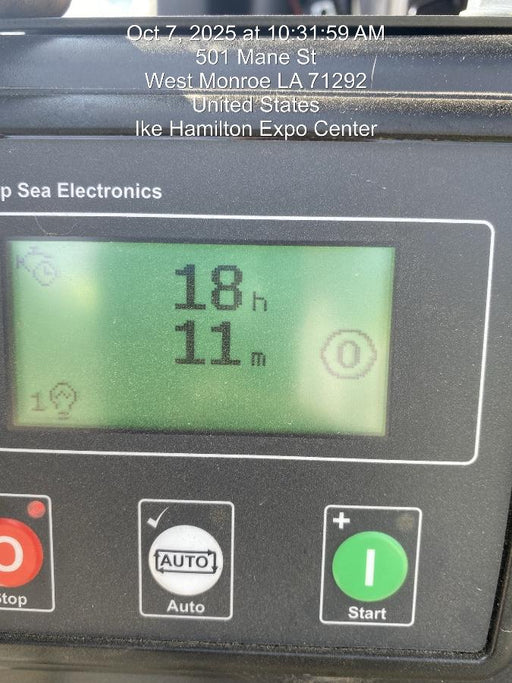 Oct 7, 2025 at 10:31:59 AM
501 Mane St
West Monroe LA 71292
United States
Ike Hamilton Expo Center
p Sea Electronics
18 h
11 m
0
1
AUTO
I
Stop
Auto
Start